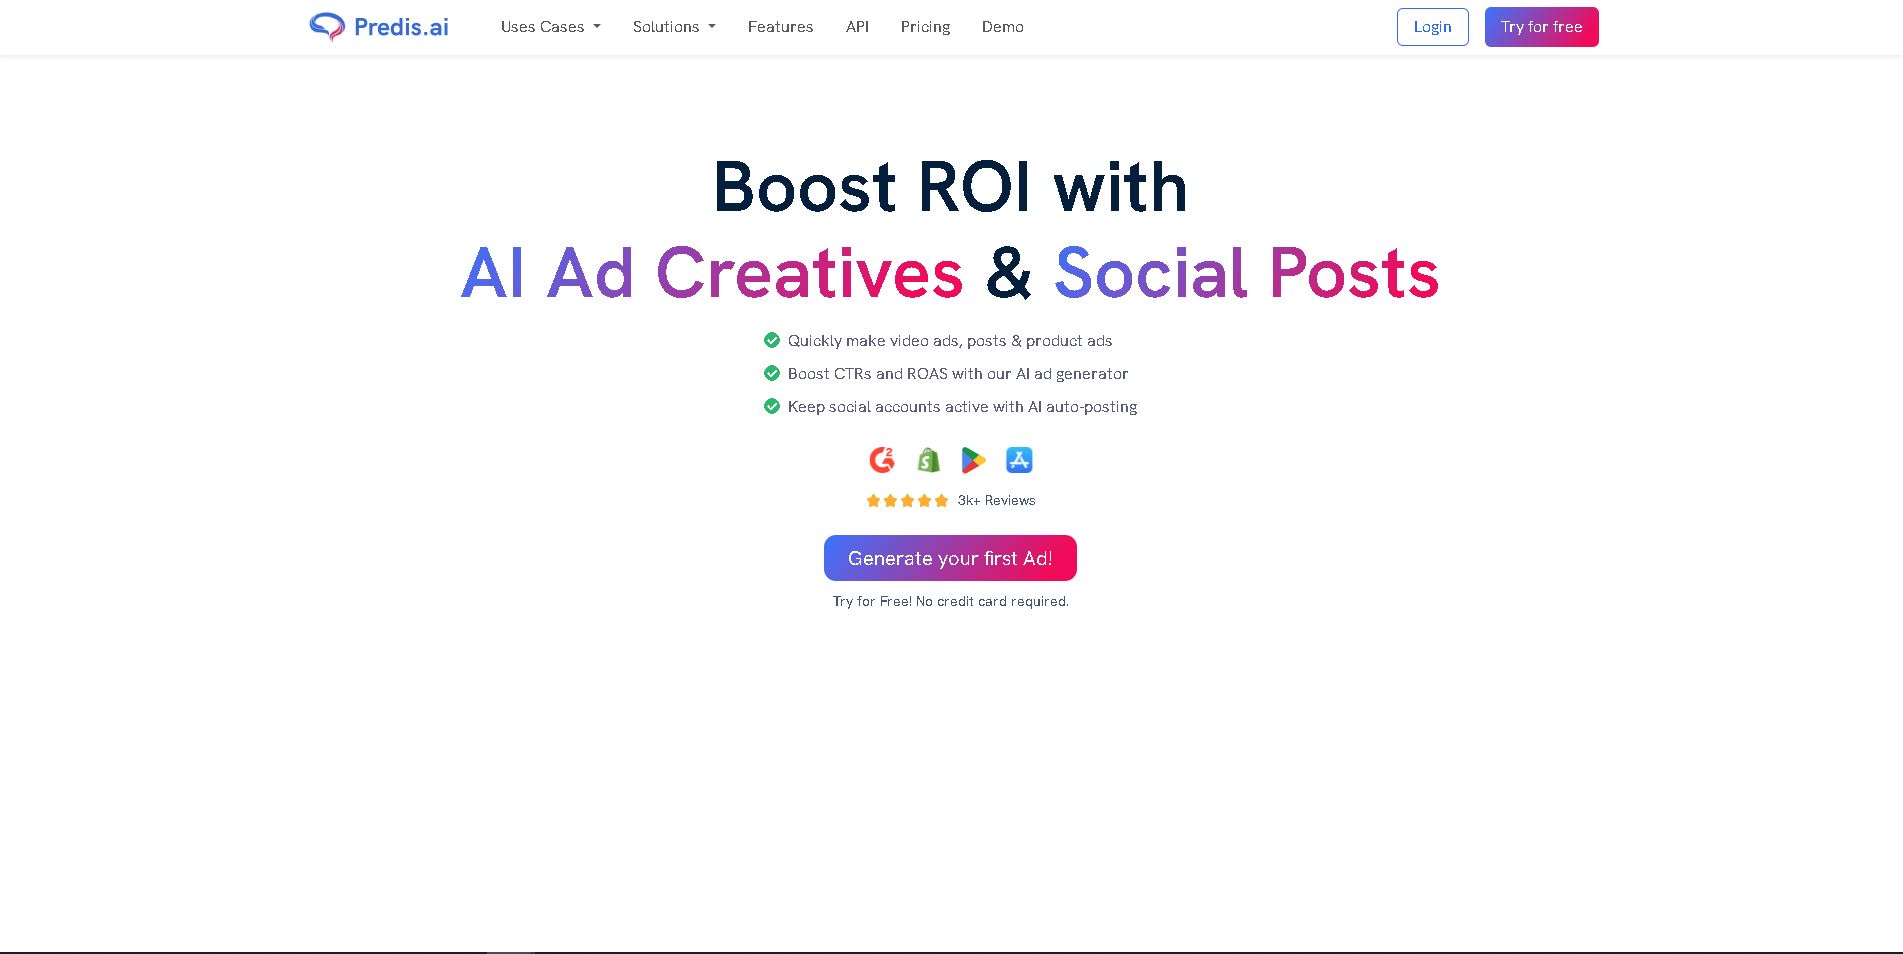 Predis.ai
Uses Cases
Solutions
Features
API
Pricing
Demo
Login
Try for free
Boost ROI with
AI Ad Creatives & Social Posts
Quickly make video ads, posts & product ads
Boost CTRs and ROAS with our AI ad generator
Keep social accounts active with AI auto-posting
3k+ Reviews
Generate your first Ad!
Try for Free! No credit card required.